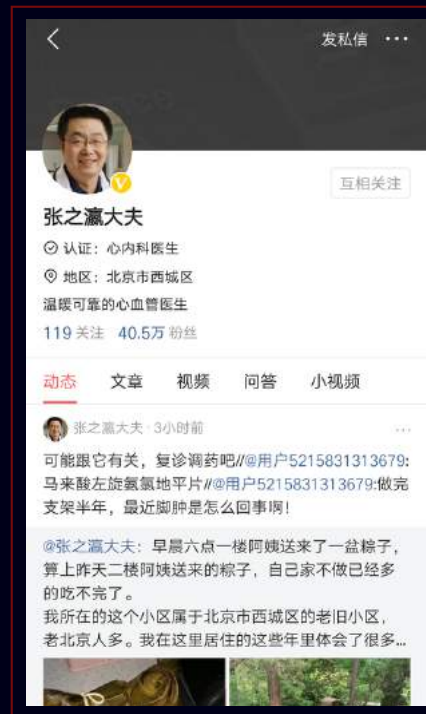 发私信 ···
互相关注
张之瀛大夫
认证：心内科医生
地区：北京市西城区
温暖可靠的心血管医生
119 关注 40.5万 粉丝
动态 文章 视频 问答 小视频
张之瀛大夫 · 3小时前
可能跟它有关，复诊调药吧//@用户5215831313679:
马来酸左旋氨氯地平片//@用户5215831313679:做完
支架半年，最近脚肿是怎么回事啊！
@张之瀛大夫：早晨六点一楼阿姨送来了一盆粽子，
算上昨天二楼阿姨送来的粽子，自己家不做已经多
的吃不完了。
我所在的这个小区属于北京市西城区的老旧小区，
老北京人多。我在这里居住的这些年里体会了很多...